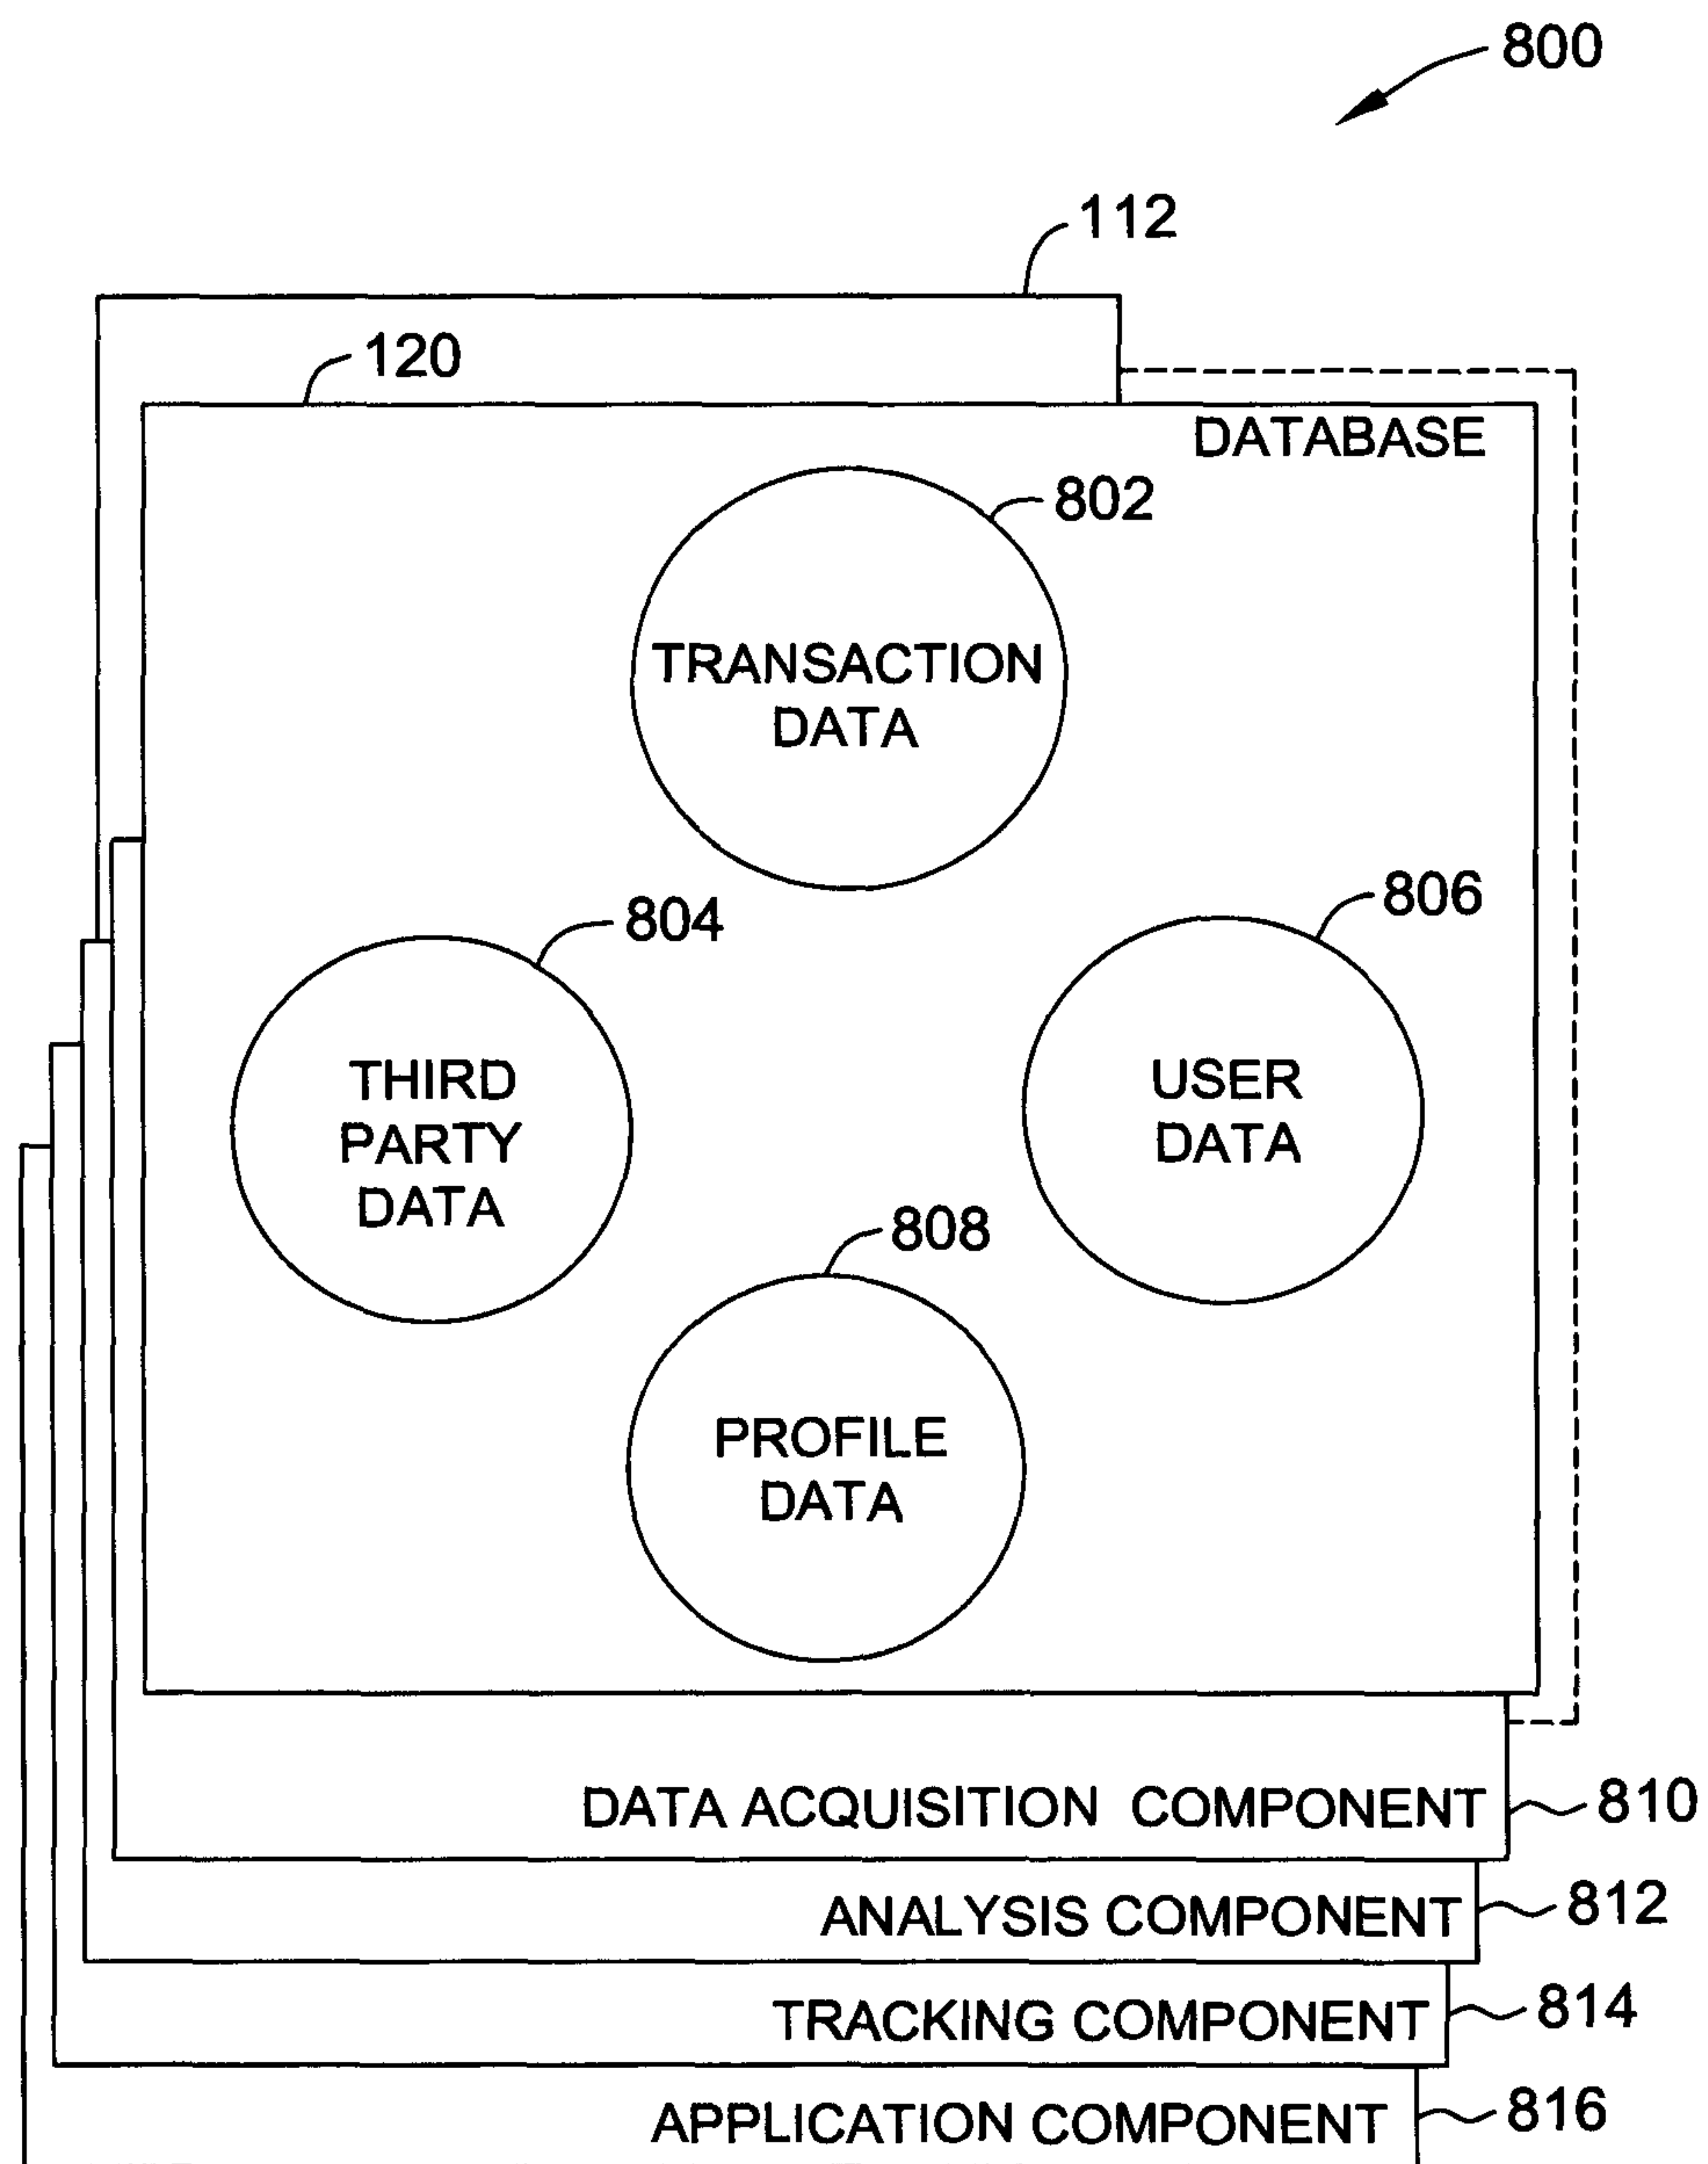 800
112
120
DATABASE
802
TRANSACTION
DATA
804
806
THIRD
PARTY
DATA
USER
DATA
808
PROFILE
DATA
DATA ACQUISITION COMPONENT
810
ANALYSIS COMPONENT
812
TRACKING COMPONENT
814
APPLICATION COMPONENT
816